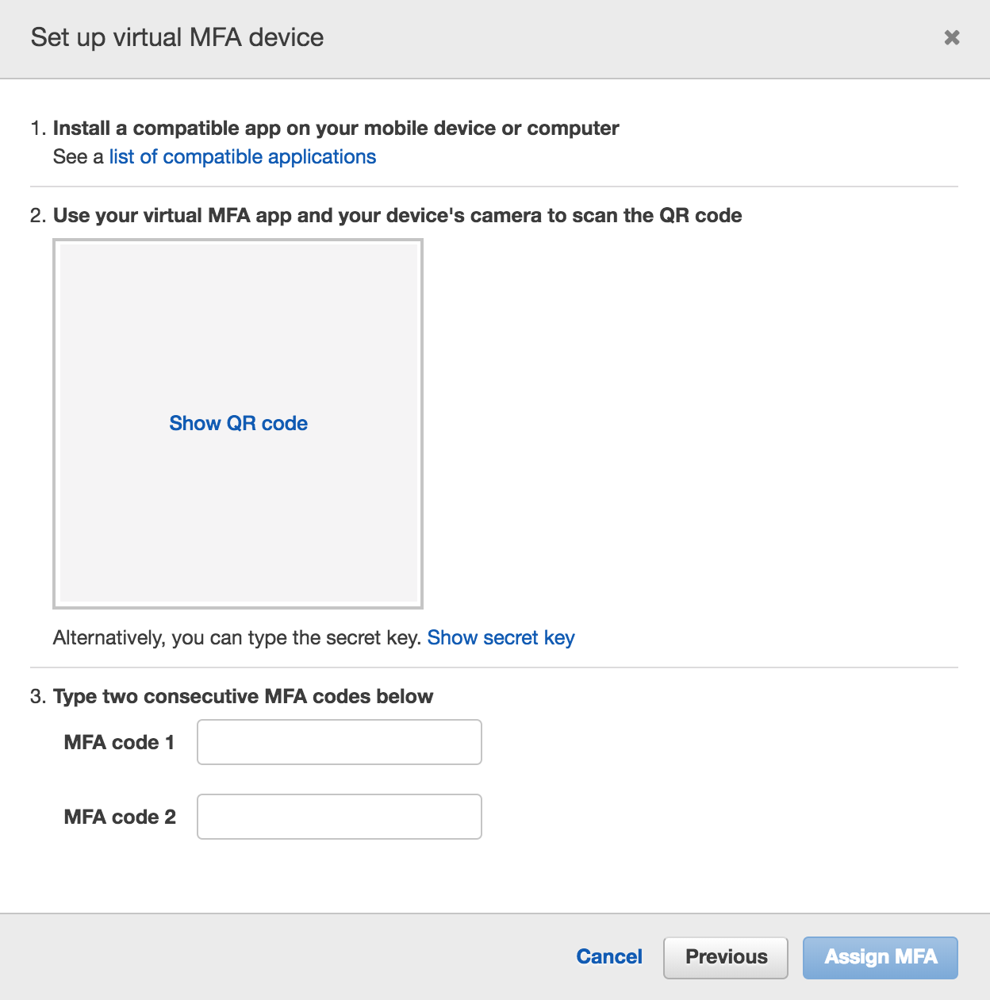 Set up virtual MFA device
1. Install a compatible app on your mobile device or computer
See a list of compatible applications
2. Use your virtual MFA app and your device's camera to scan the QR code
Show QR code
Alternatively, you can type the secret key. Show secret key
3. Type two consecutive MFA codes below
MFA code 1
MFA code 2
Cancel Previous Assign MFA